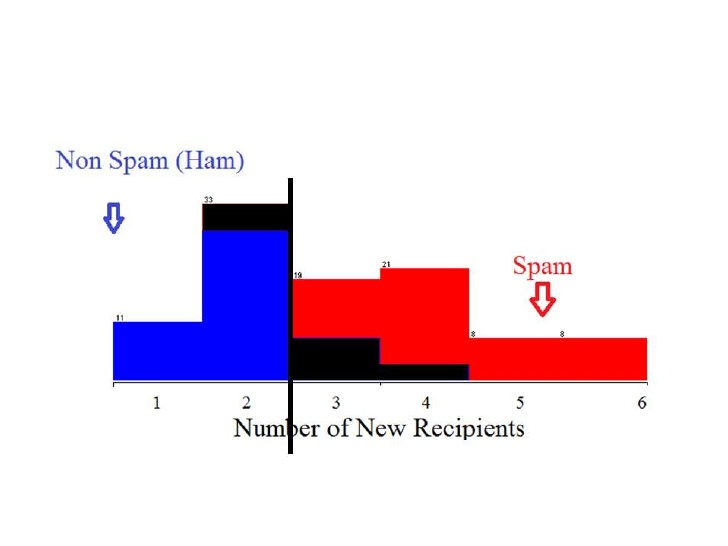 Non Spam (Ham)
33
Spam
21
19
11
8 8
1 2 3 4 5 6
Number of New Recipients